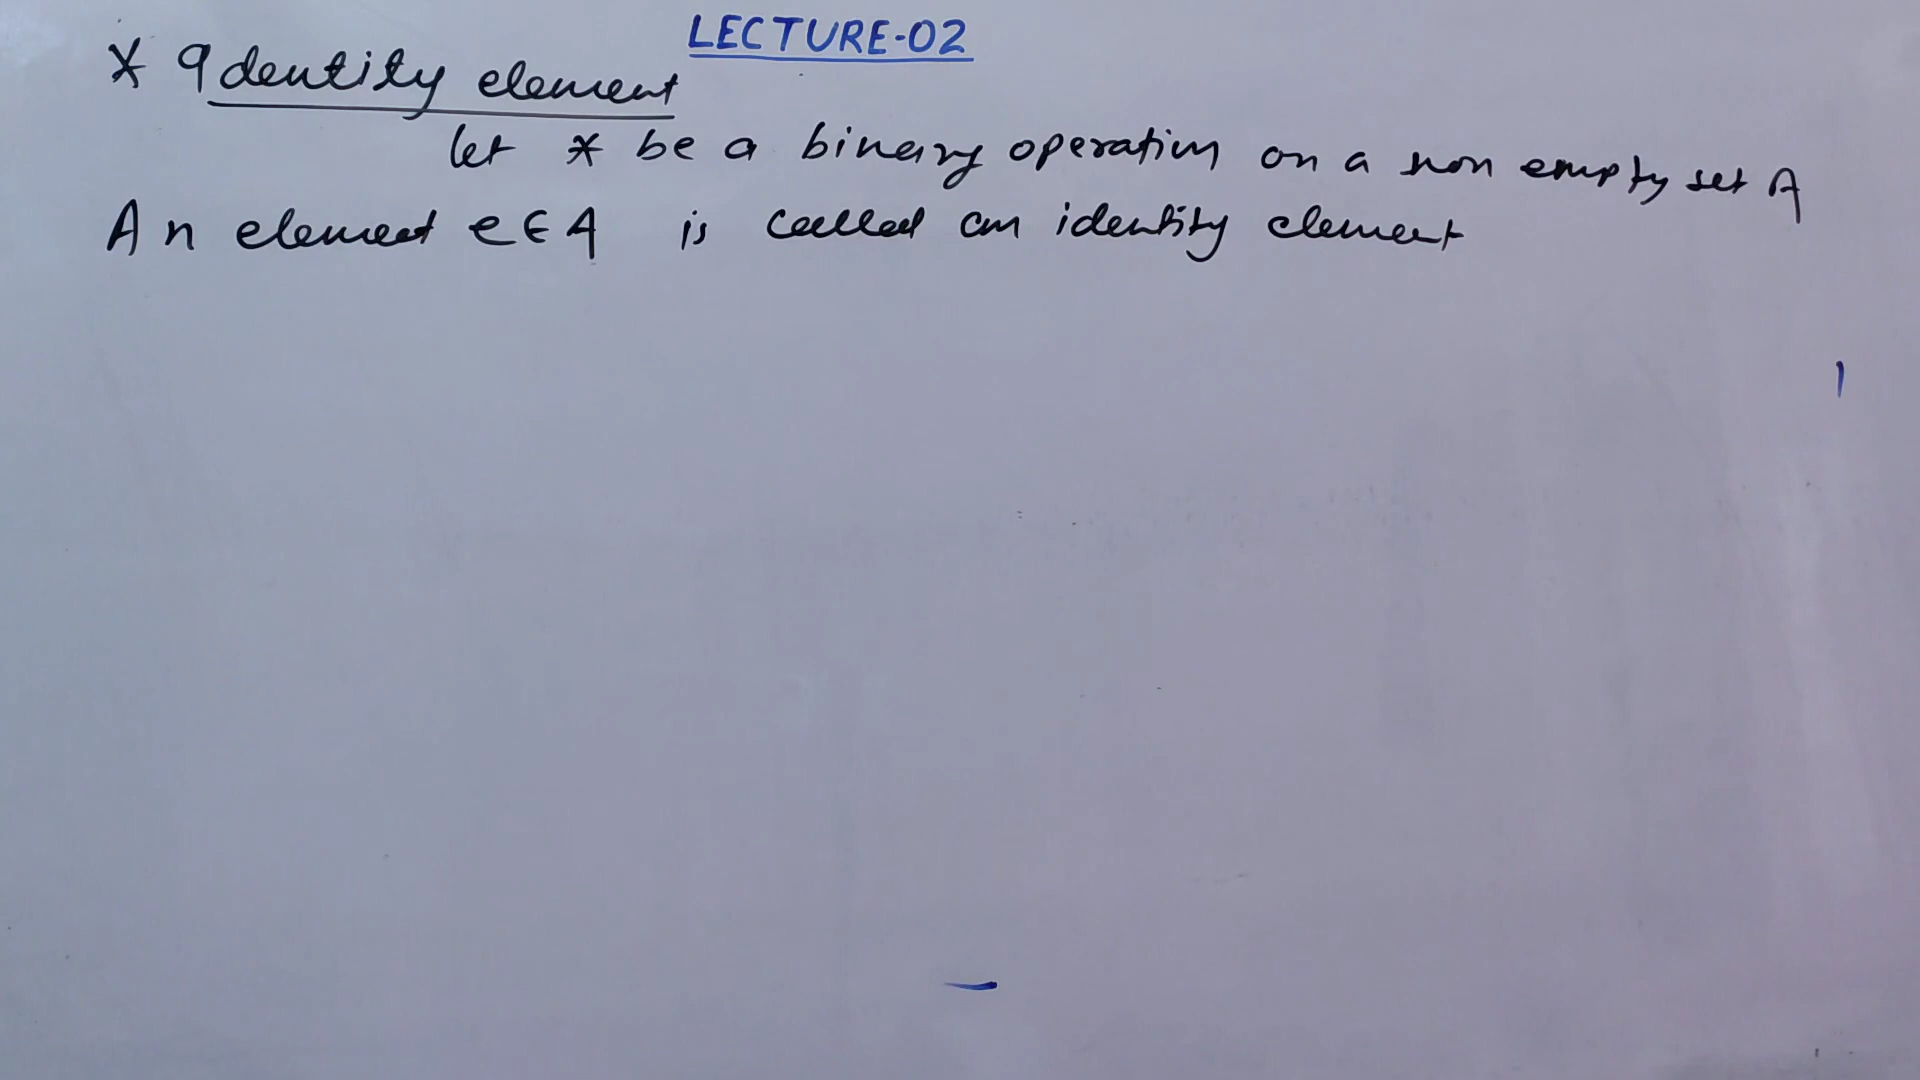 LECTURE-02
* Identity element
let * be a binary operation on a non empty set A
An element e ∈ A is called an identity element